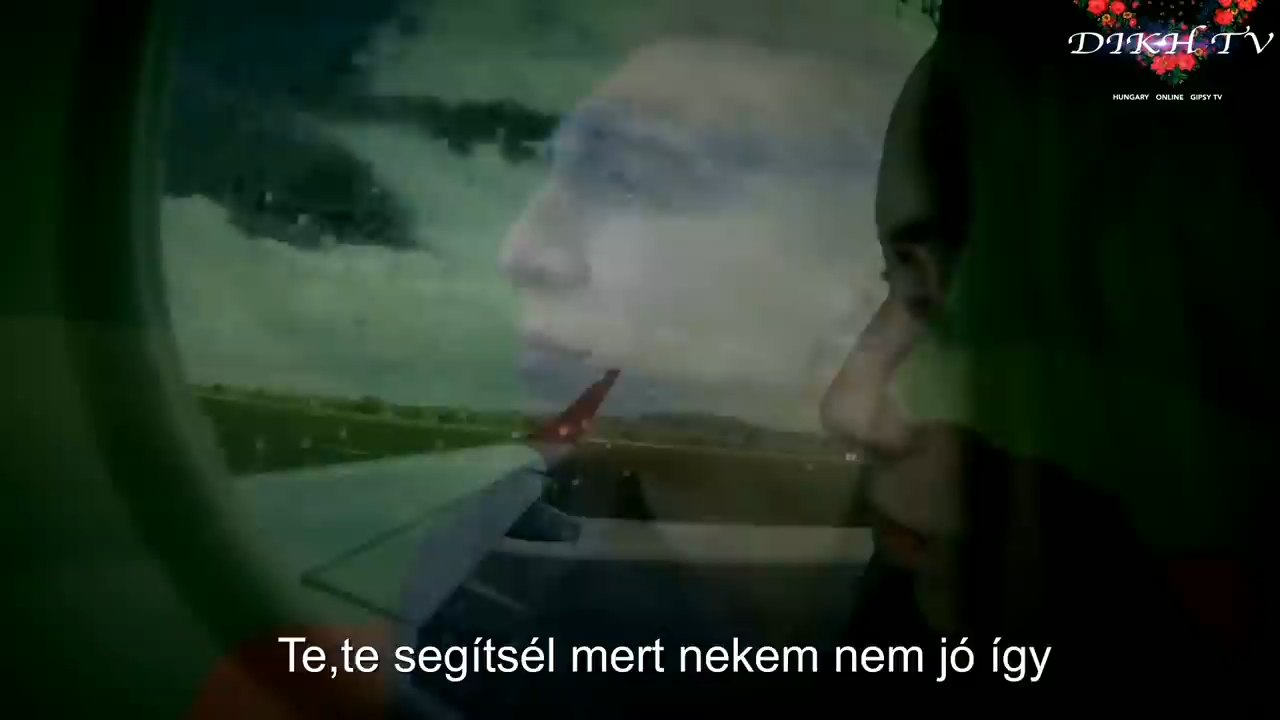 DIKH TV
HUNGARY ONLINE GIPSY TV
Te,te segítsél mert nekem nem jó így